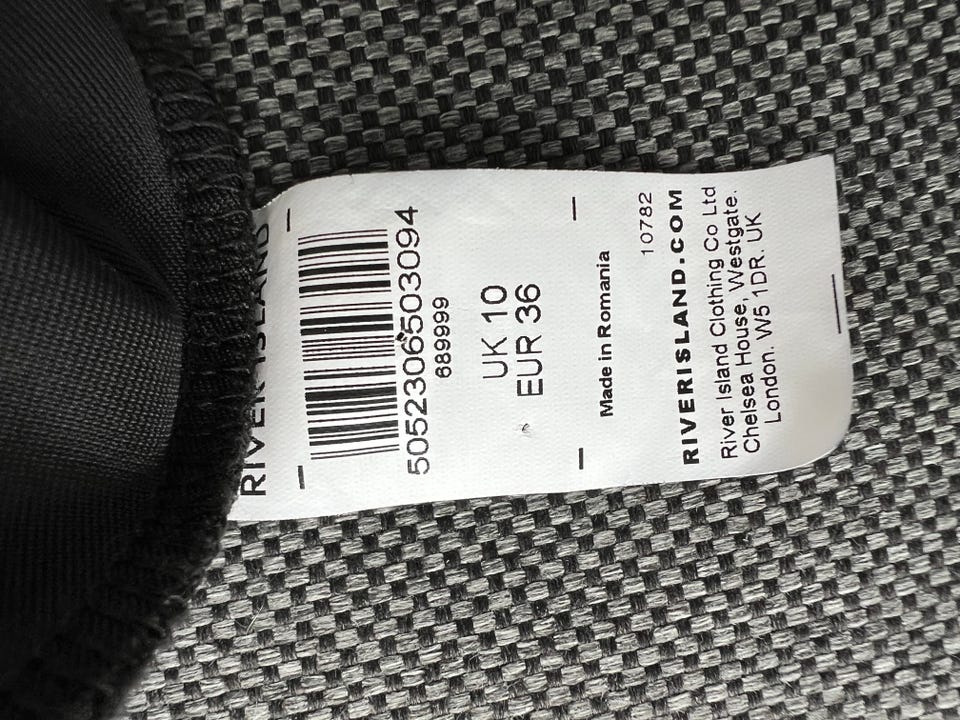 RIVER ISLAND
5052306503094
689999
UK 10
EUR 36
Made in Romania
10782
RIVERISLAND.COM
River Island Clothing Co Ltd
Chelsea House, Westgate.
London. W5 1DR. UK